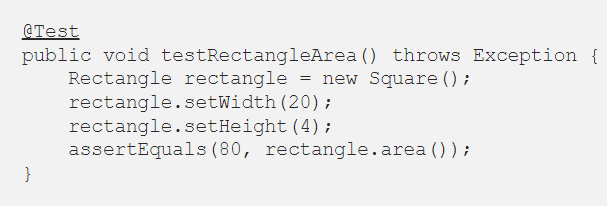 @Test
public void testRectangleArea() throws Exception {
    Rectangle rectangle = new Square();
    rectangle.setWidth(20);
    rectangle.setHeight(4);
    assertEquals(80, rectangle.area());
}